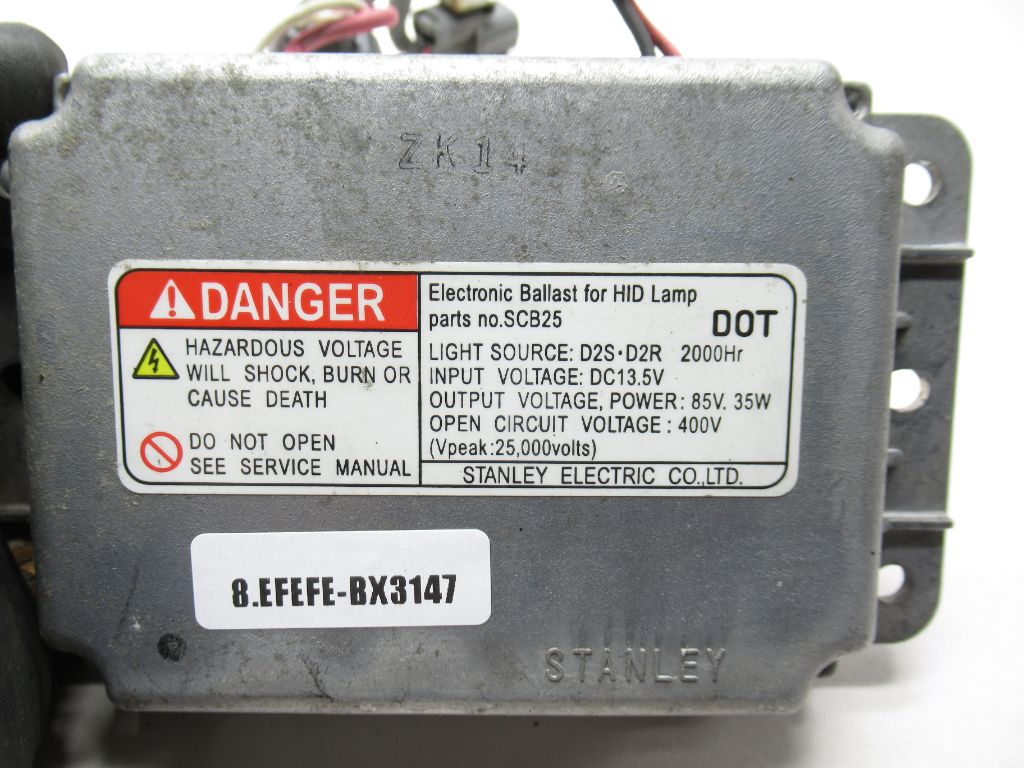 ZK14
DANGER
HAZARDOUS VOLTAGE
WILL SHOCK, BURN OR
CAUSE DEATH
DO NOT OPEN
SEE SERVICE MANUAL
Electronic Ballast for HID Lamp
parts no.SCB25
DOT
LIGHT SOURCE: D2S·D2R 2000Hr
INPUT VOLTAGE: DC13.5V
OUTPUT VOLTAGE, POWER: 85V. 35W
OPEN CIRCUIT VOLTAGE : 400V
(Vpeak:25,000volts)
STANLEY ELECTRIC CO.,LTD.
8.EFEFE-BX3147
STANLEY